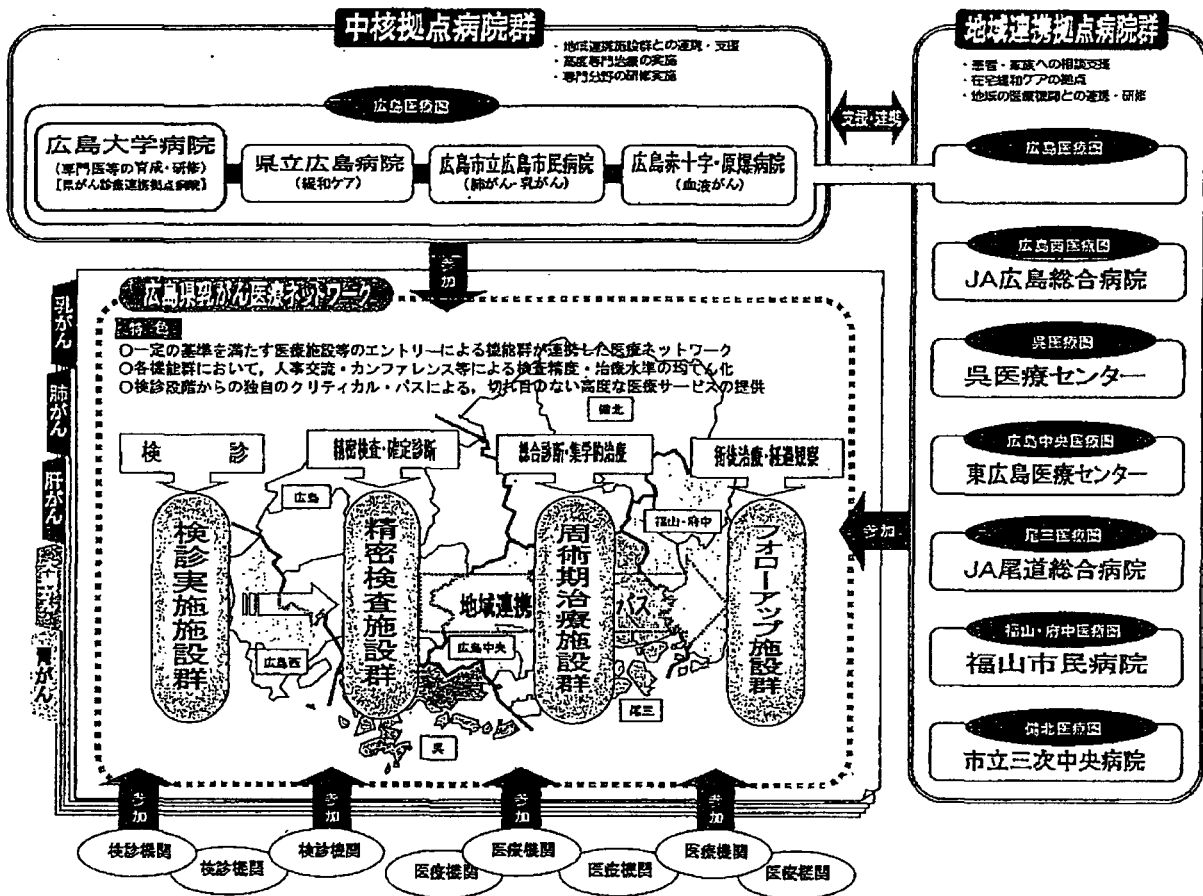 中核拠点病院群
・地域連携施設群との連携・支援
・高度専門治療の実施
・専門分野の研修実施
広島医療圏
広島大学病院
(専門医等の育成・研修)
【県がん診療連携拠点病院】
県立広島病院
(緩和ケア)
広島市立広島市民病院
(肺がん・乳がん)
広島赤十字・原爆病院
(血液がん)
支援・連携
地域連携拠点病院群
・患者・家族への相談支援
・在宅緩和ケアの拠点
・地域の医療機関との連携・研修
広島医療圏
広島西医療圏
JA広島総合病院
呉医療圏
呉医療センター
広島中央医療圏
東広島医療センター
尾三医療圏
JA尾道総合病院
福山・府中医療圏
福山市民病院
備北医療圏
市立三次中央病院
参加
参加
乳がん
肺がん
肝がん
胃がん
広島県乳がん医療ネットワーク
特色
○一定の基準を満たす医療施設等のエントリーによる機能群が連携した医療ネットワーク
○各機能群において，人事交流・カンファレンス等による検査精度・治療水準の均てん化
○検診段階からの独自のクリティカル・パスによる，切れ目のない高度な医療サービスの提供
備北
検診
精密検査・確定診断
総合診断・集学的治療
術後治療・経過観察
広島
福山・府中
検診実施施設群
精密検査施設群
周術期治療施設群
フォローアップ施設群
地域連携
パス
広島西
広島中央
尾三
呉
参加
参加
参加
参加
検診機関
検診機関
検診機関
医療機関
医療機関
医療機関
医療機関
医療機関